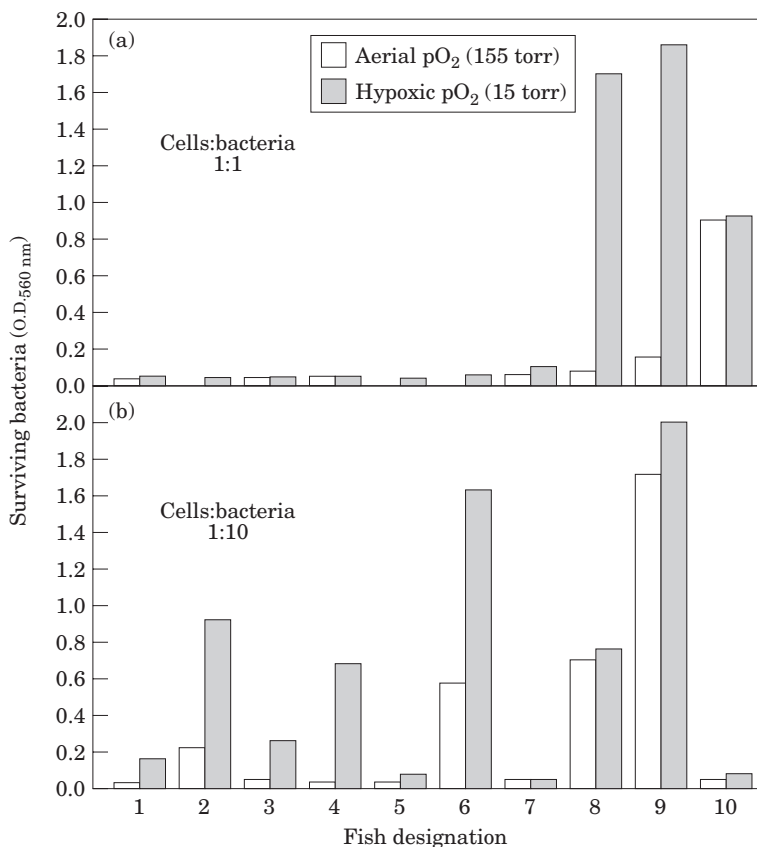 2.0
(a)
Aerial pO2 (155 torr)
1.8
Hypoxic pO2 (15 torr)
1.6
1.4
Cells:bacteria
1:1
1.2
1.0
0.8
0.6
0.4
0.2
0.0
Surviving bacteria (O.D.560 nm)
(b)
2.0
1.8
1.6
Cells:bacteria
1:10
1.4
1.2
1.0
0.8
0.6
0.4
0.2
0.0
1 2 3 4 5 6 7 8 9 10
Fish designation